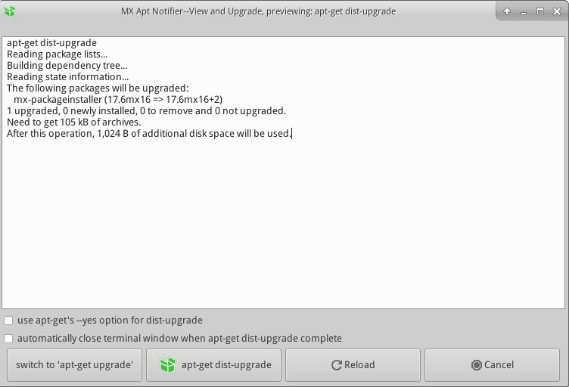 MX Apt Notifier--View and Upgrade, previewing: apt-get dist-upgrade
apt-get dist-upgrade
Reading package lists...
Building dependency tree...
Reading state information...
The following packages will be upgraded:
   mx-packageinstaller (17.6mx16 => 17.6mx16+2)
1 upgraded, 0 newly installed, 0 to remove and 0 not upgraded.
Need to get 105 kB of archives.
After this operation, 1,024 B of additional disk space will be used.
use apt-get's --yes option for dist-upgrade
automatically close terminal window when apt-get dist-upgrade complete
switch to 'apt-get upgrade'
apt-get dist-upgrade
Reload
Cancel